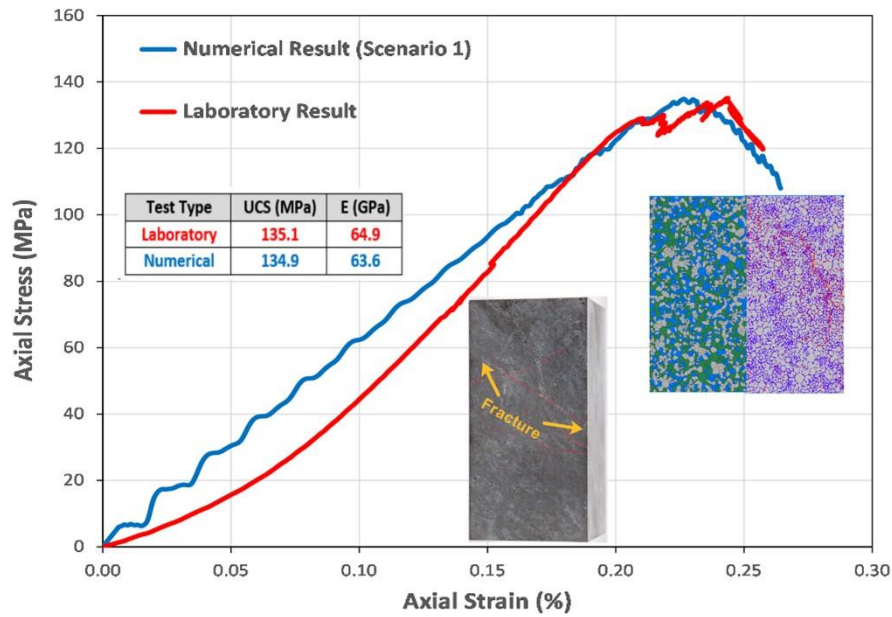 160
140
120
100
80
60
40
20
0
Axial Stress (MPa)
Numerical Result (Scenario 1)
Laboratory Result
Test Type UCS (MPa) E (GPa)
Laboratory 135.1 64.9
Numerical 134.9 63.6
Fracture
0.00 0.05 0.10 0.15 0.20 0.25 0.30
Axial Strain (%)